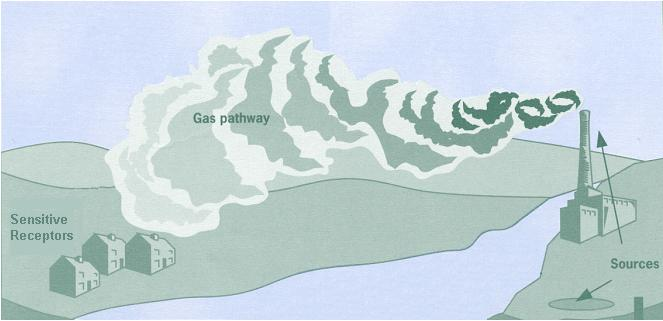 Gas pathway
Sensitive
Receptors
Sources